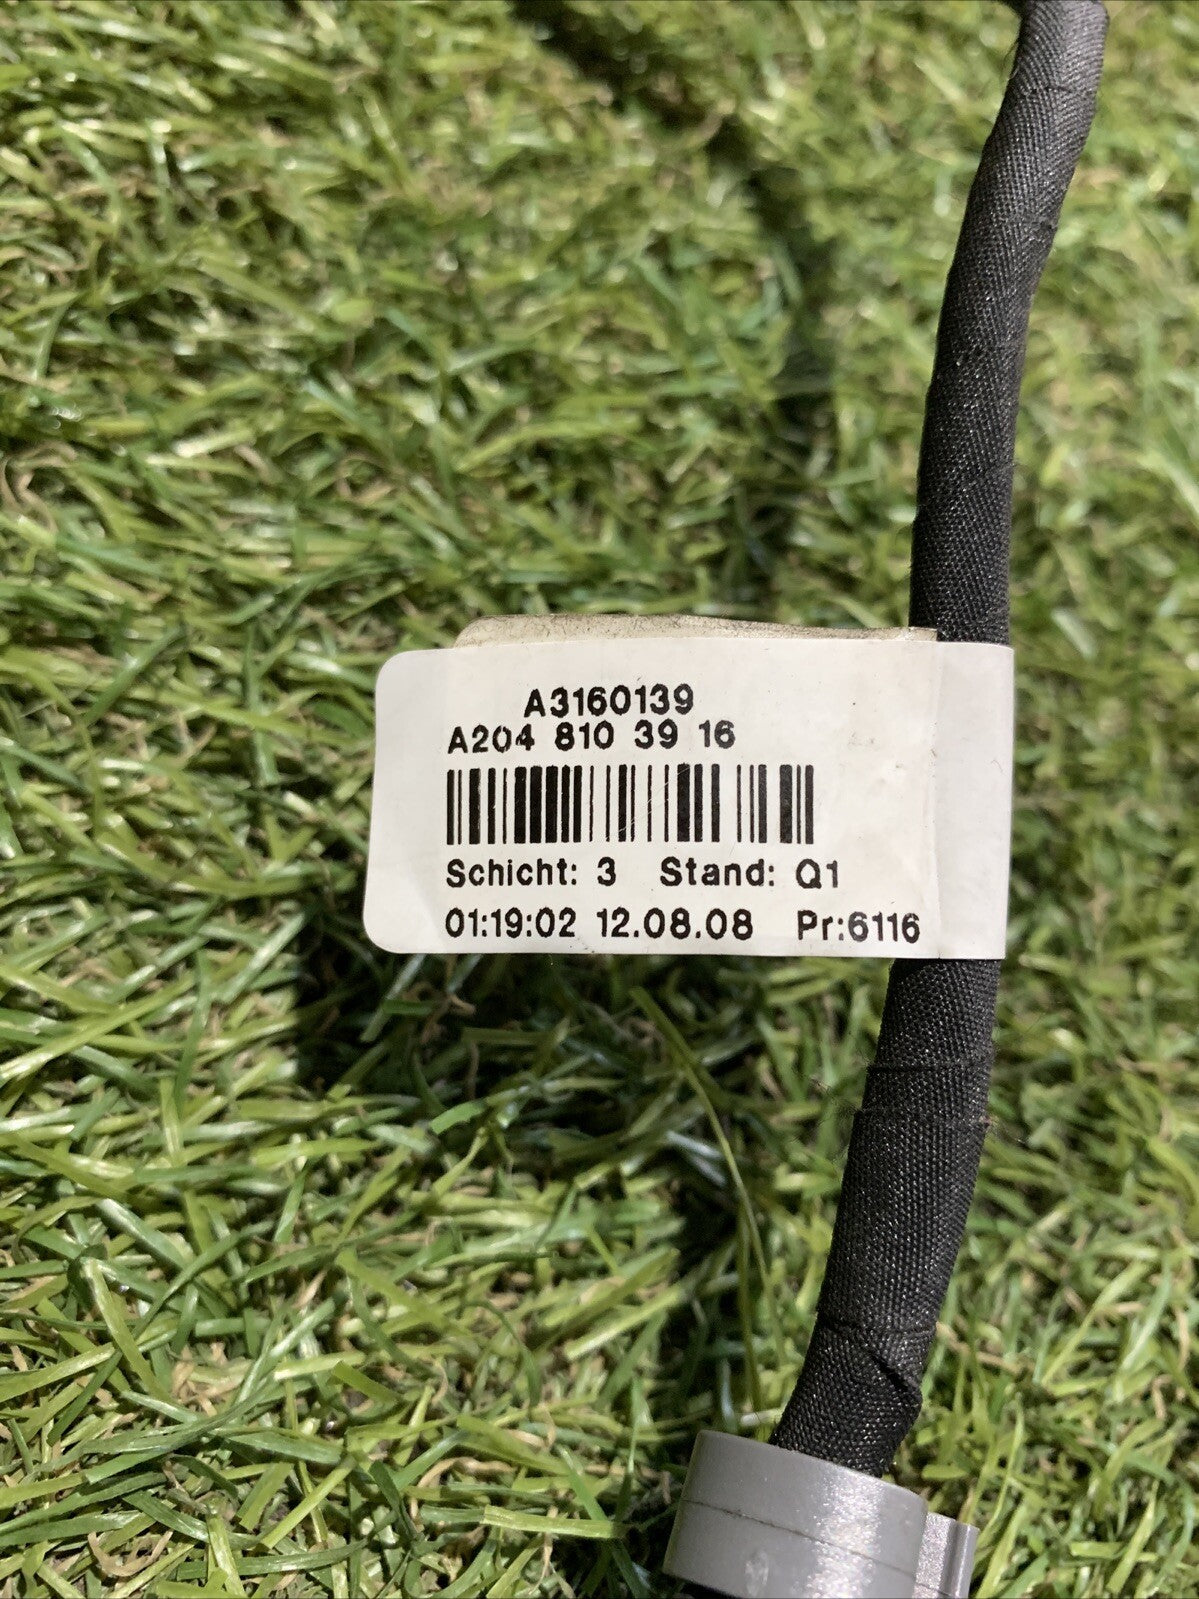 A3160139
A204 810 39 16
Schicht: 3 Stand: Q1
01:19:02 12.08.08 Pr:6116